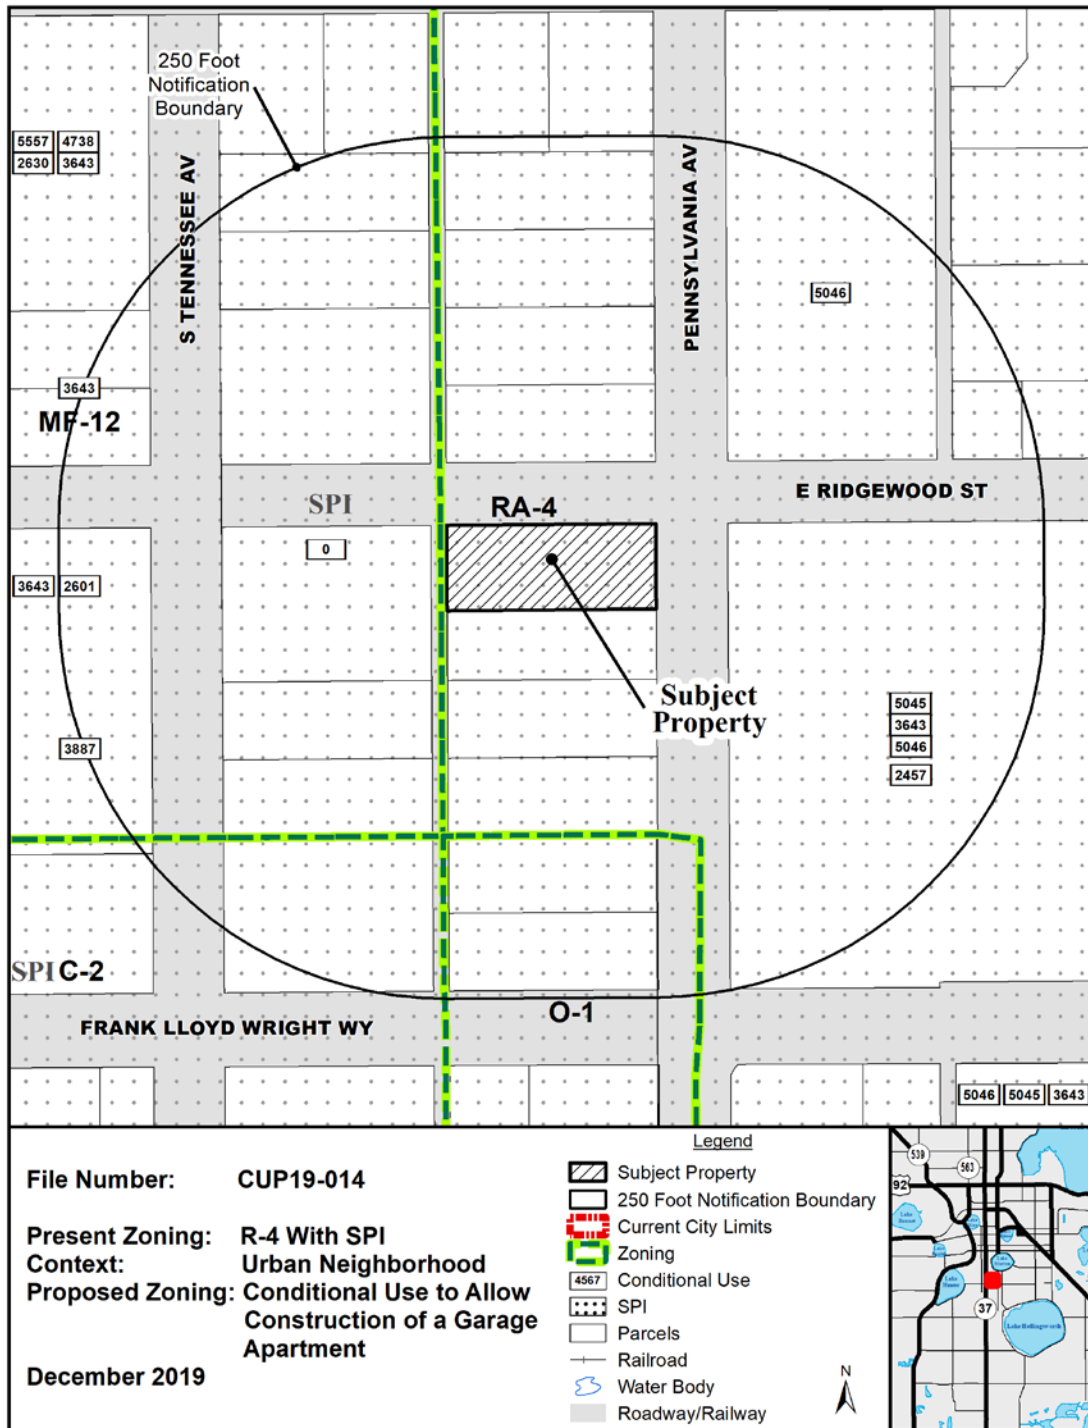 250 Foot
Notification
Boundary
5557 4738
2630 3643
S TENNESSEE AV
PENNSYLVANIA AV
5046
3643
MF-12
SPI
0
RA-4
E RIDGEWOOD ST
3643 2601
Subject
Property
5045
3643
5046
2457
3887
SPI C-2
O-1
FRANK LLOYD WRIGHT WY
5046 5045 3643
File Number: CUP19-014
Present Zoning: R-4 With SPI
Context: Urban Neighborhood
Proposed Zoning: Conditional Use to Allow
Construction of a Garage
Apartment
December 2019
Legend
Subject Property
250 Foot Notification Boundary
Current City Limits
Zoning
4567 Conditional Use
SPI
Parcels
Railroad
Water Body
Roadway/Railway
N
539
563
92
37
Lake Hollingsworth